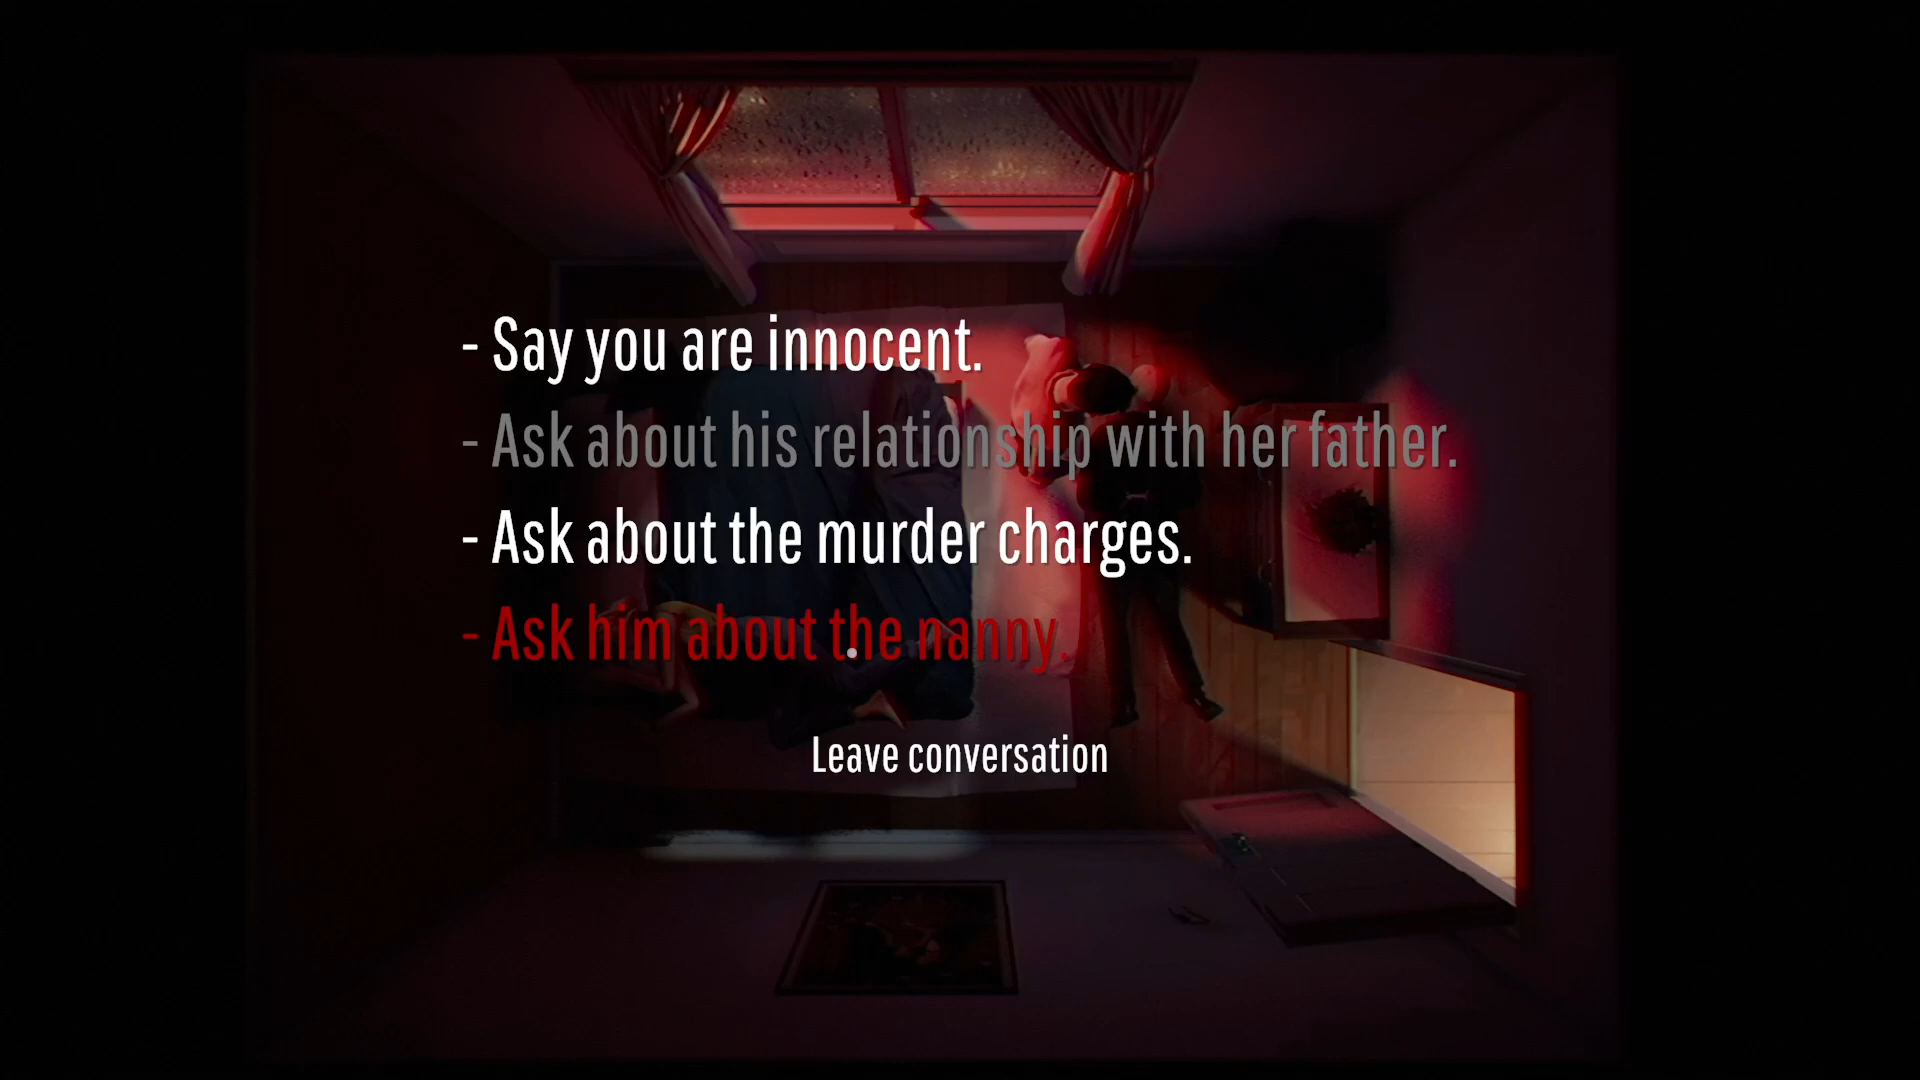 - Say you are innocent.
- Ask about his relationship with her father.
- Ask about the murder charges.
- Ask him about the nanny.
Leave conversation